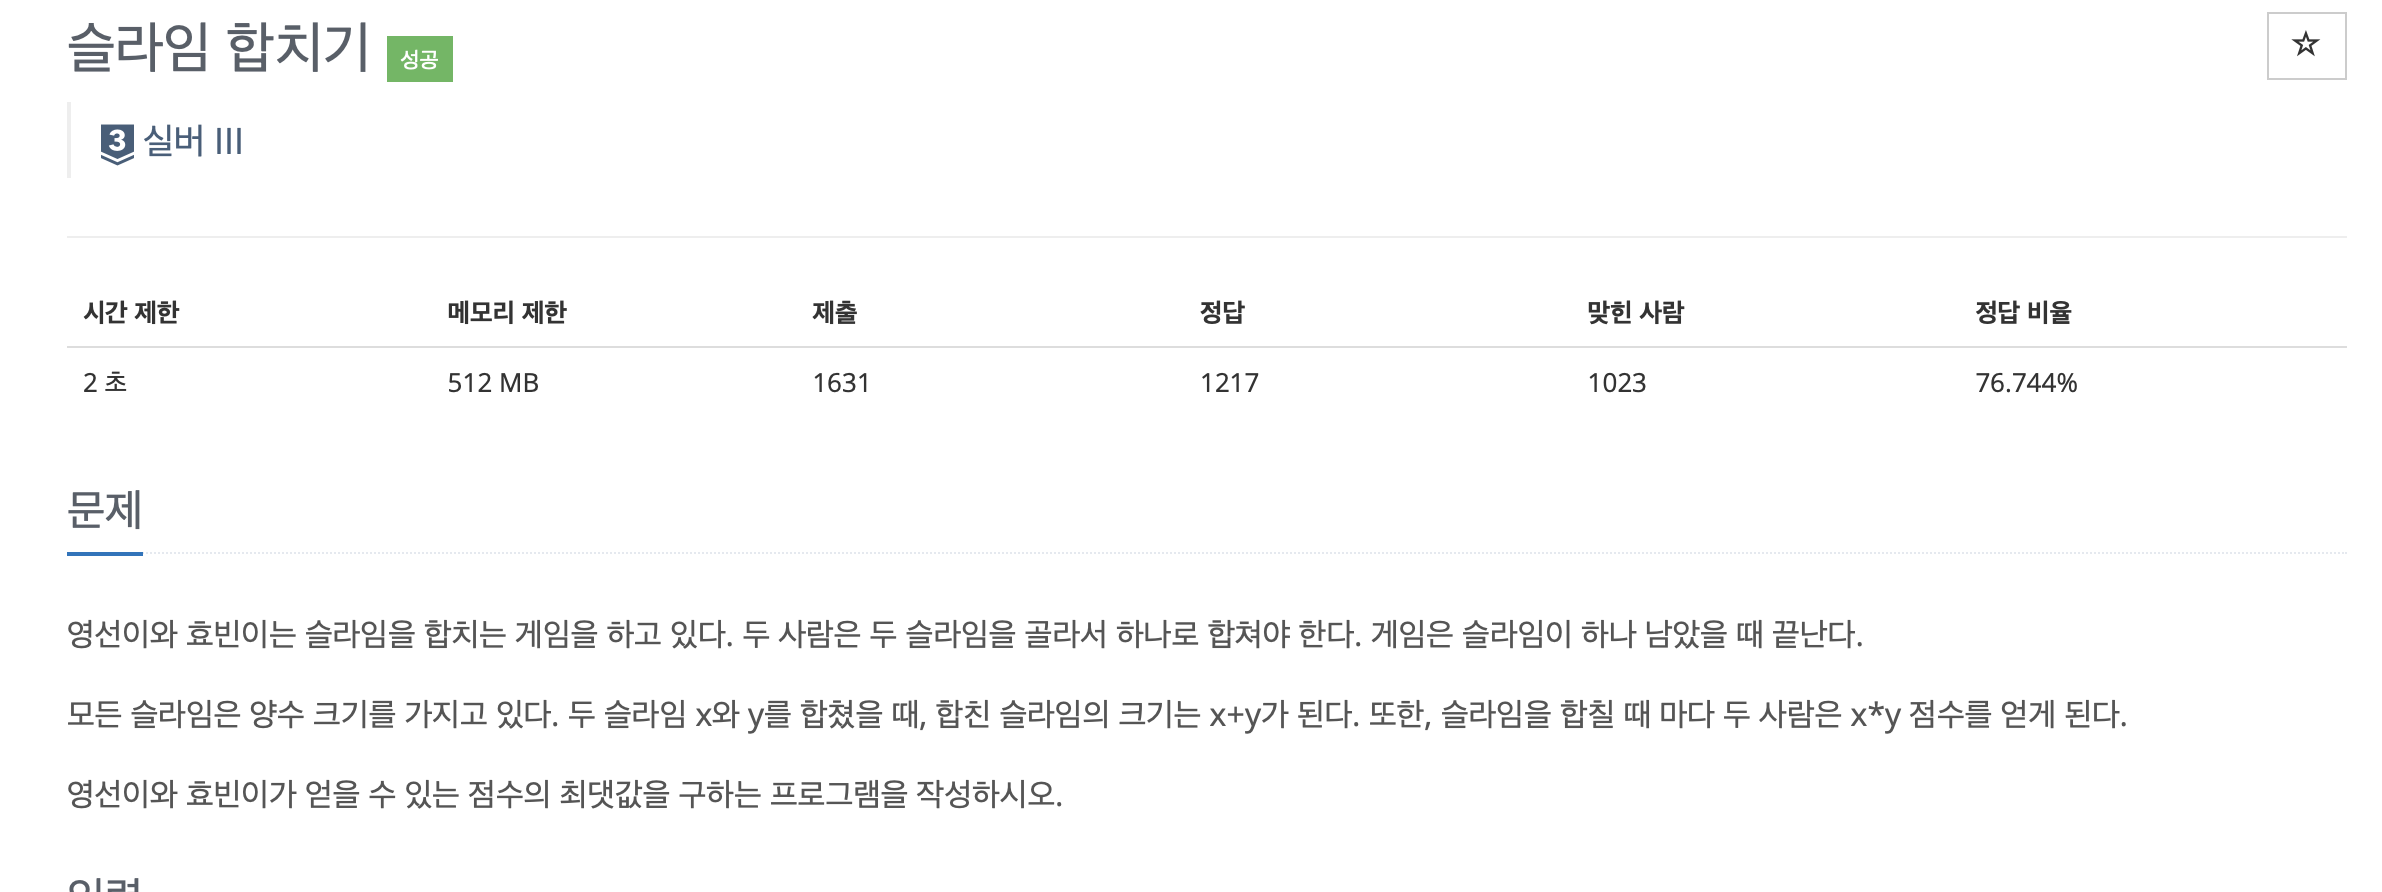 슬라임 합치기 성공
3 실버 III
시간 제한 메모리 제한 제출 정답 맞힌 사람 정답 비율
2 초 512 MB 1631 1217 1023 76.744%
문제
영선이와 효빈이는 슬라임을 합치는 게임을 하고 있다. 두 사람은 두 슬라임을 골라서 하나로 합쳐야 한다. 게임은 슬라임이 하나 남았을 때 끝난다.
모든 슬라임은 양수 크기를 가지고 있다. 두 슬라임 x와 y를 합쳤을 때, 합친 슬라임의 크기는 x+y가 된다. 또한, 슬라임을 합칠 때 마다 두 사람은 x*y 점수를 얻게 된다.
영선이와 효빈이가 얻을 수 있는 점수의 최댓값을 구하는 프로그램을 작성하시오.